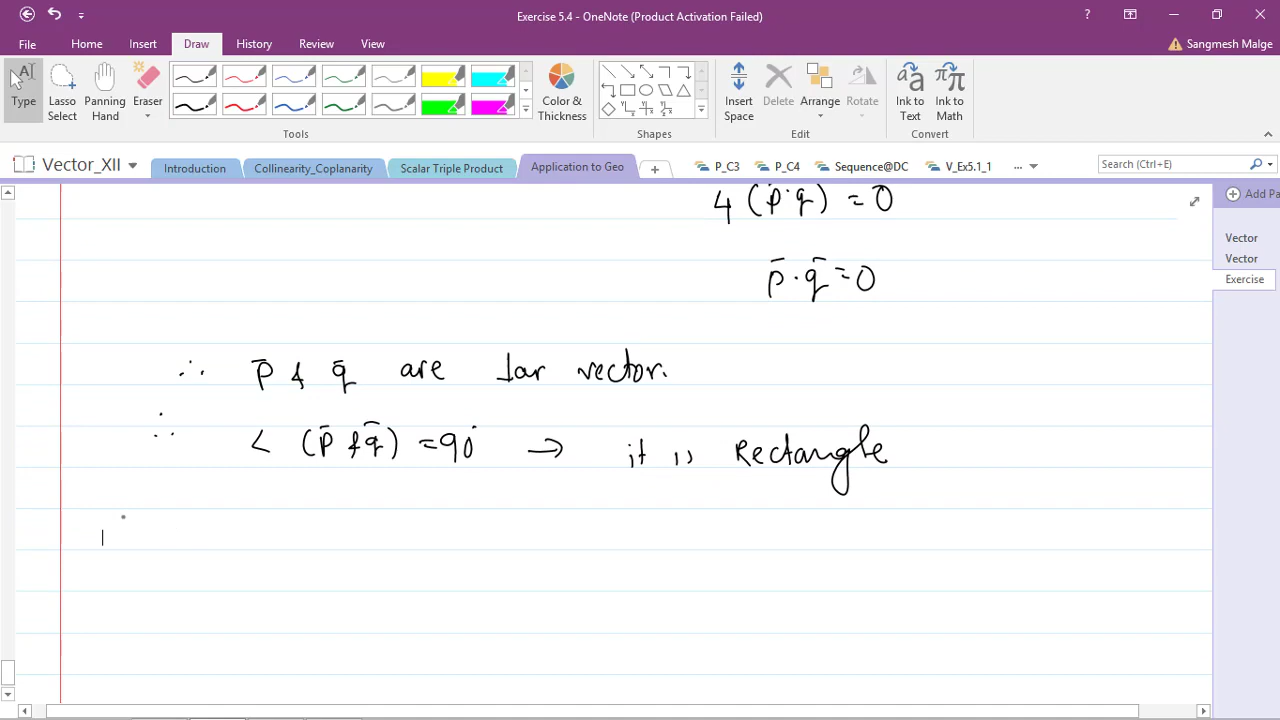 Exercise 5.4 - OneNote (Product Activation Failed)
?
File Home Insert Draw History Review View
Sangmesh Malge
Type
Lasso Select
Panning Hand
Eraser
Color & Thickness
Insert Space
Delete
Arrange
Rotate
Ink to Text
Ink to Math
Tools
Shapes
Edit
Convert
Vector_XII
Introduction
Collinearity_Coplanarity
Scalar Triple Product
Application to Geo
P_C3
P_C4
Sequence@DC
V_Ex5.1_1
...
Search (Ctrl+E)
Add Pa
Vector
Vector
Exercise
4 (p̄·q̄) = 0
p̄·q̄ = 0
∴ p̄ & q̄ are ⊥ar vector.
∴ < (p̄ & q̄) = 90° → it is Rectangle